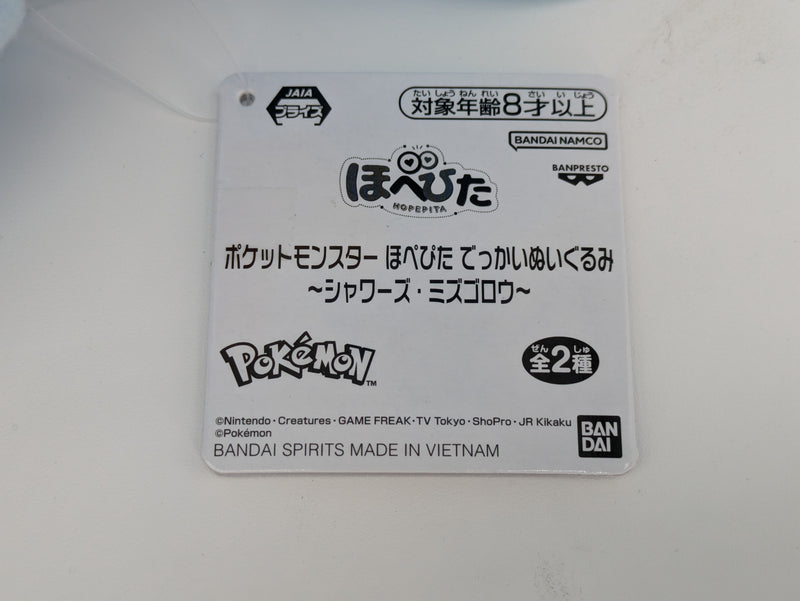 JAIA
プライズ
たいしょうねんれい さいいじょう
対象年齢8才以上
BANDAI NAMCO
BANPRESTO
ほぺぴた
HOPEPITA
ポケットモンスター ほぺぴた でっかいぬいぐるみ
～シャワーズ・ミズゴロウ～
POKéMON™
ぜん しゅ
全2種
©Nintendo・Creatures・GAME FREAK・TV Tokyo・ShoPro・JR Kikaku
©Pokémon
BANDAI SPIRITS MADE IN VIETNAM
BAN
DAI